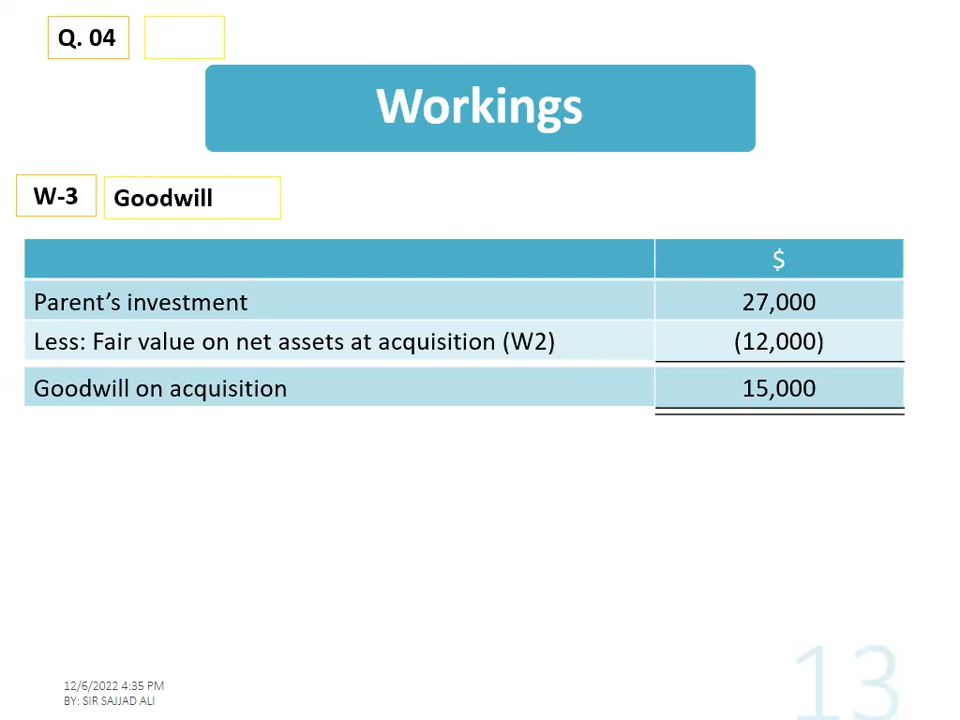 Q. 04
Workings
W-3
Goodwill
$
Parent’s investment 27,000
Less: Fair value on net assets at acquisition (W2) (12,000)
Goodwill on acquisition 15,000
12/6/2022 4:35 PM
BY: SIR SAJJAD ALI
13